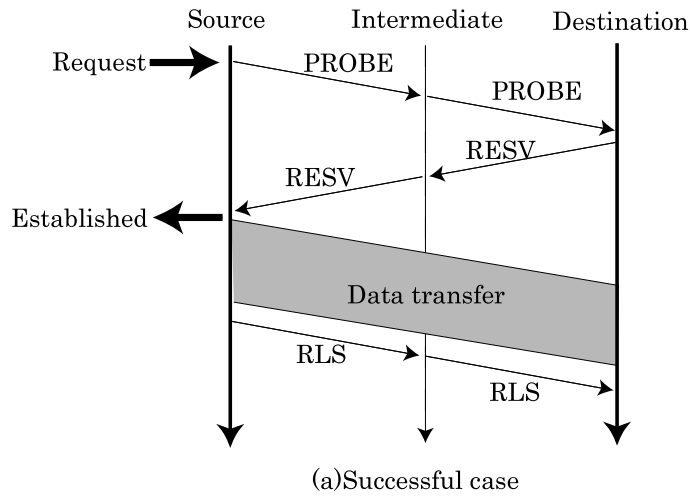 Source
Intermediate
Destination
Request
PROBE
PROBE
RESV
RESV
Established
Data transfer
RLS
RLS
(a)Successful case